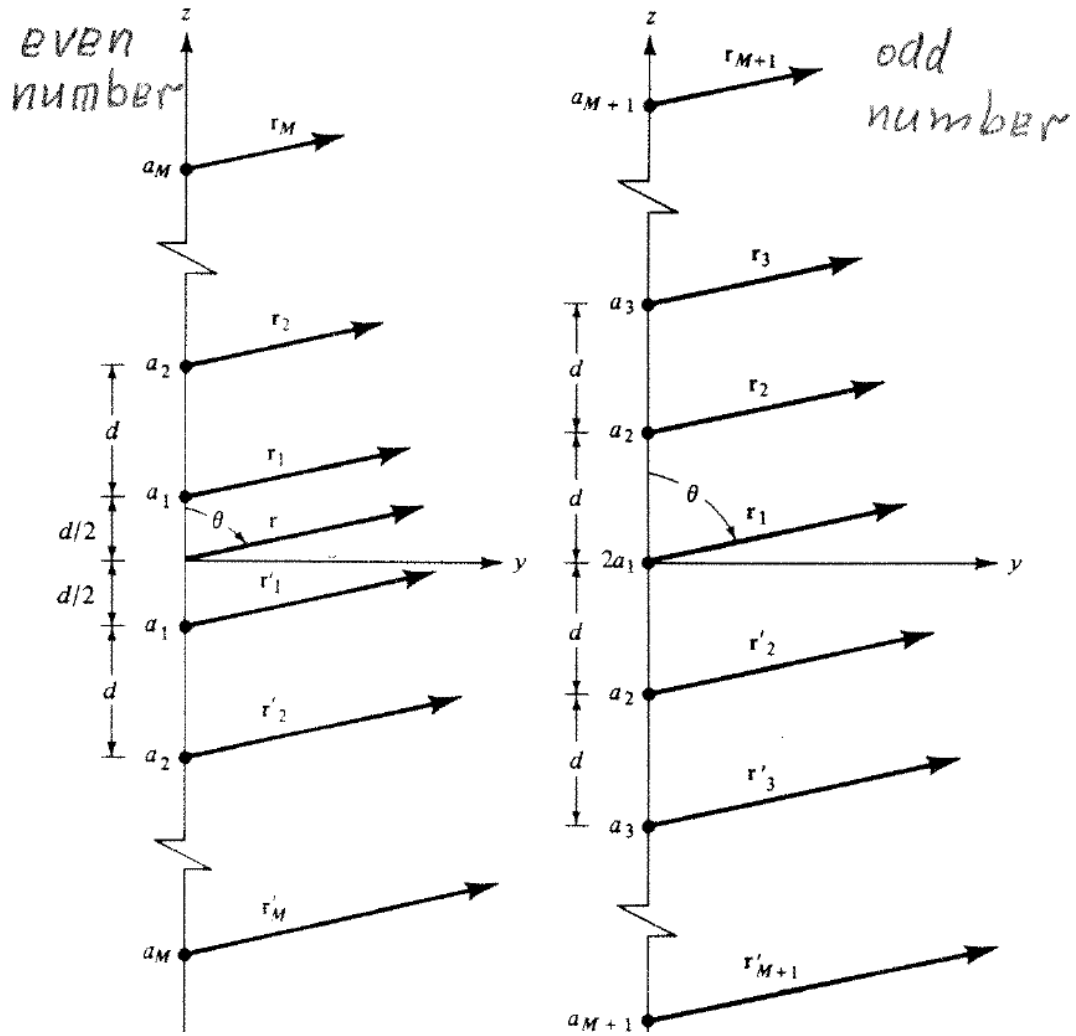 even
number
z
r_M
a_M
r_2
a_2
d
r_1
a_1
d/2
θ
r
y
d/2
r'_1
a_1
d
r'_2
a_2
r'_M
a_M
odd
number
z
r_{M+1}
a_{M+1}
r_3
a_3
d
r_2
a_2
d
θ
r_1
2a_1
y
d
r'_2
a_2
d
r'_3
a_3
r'_{M+1}
a_{M+1}